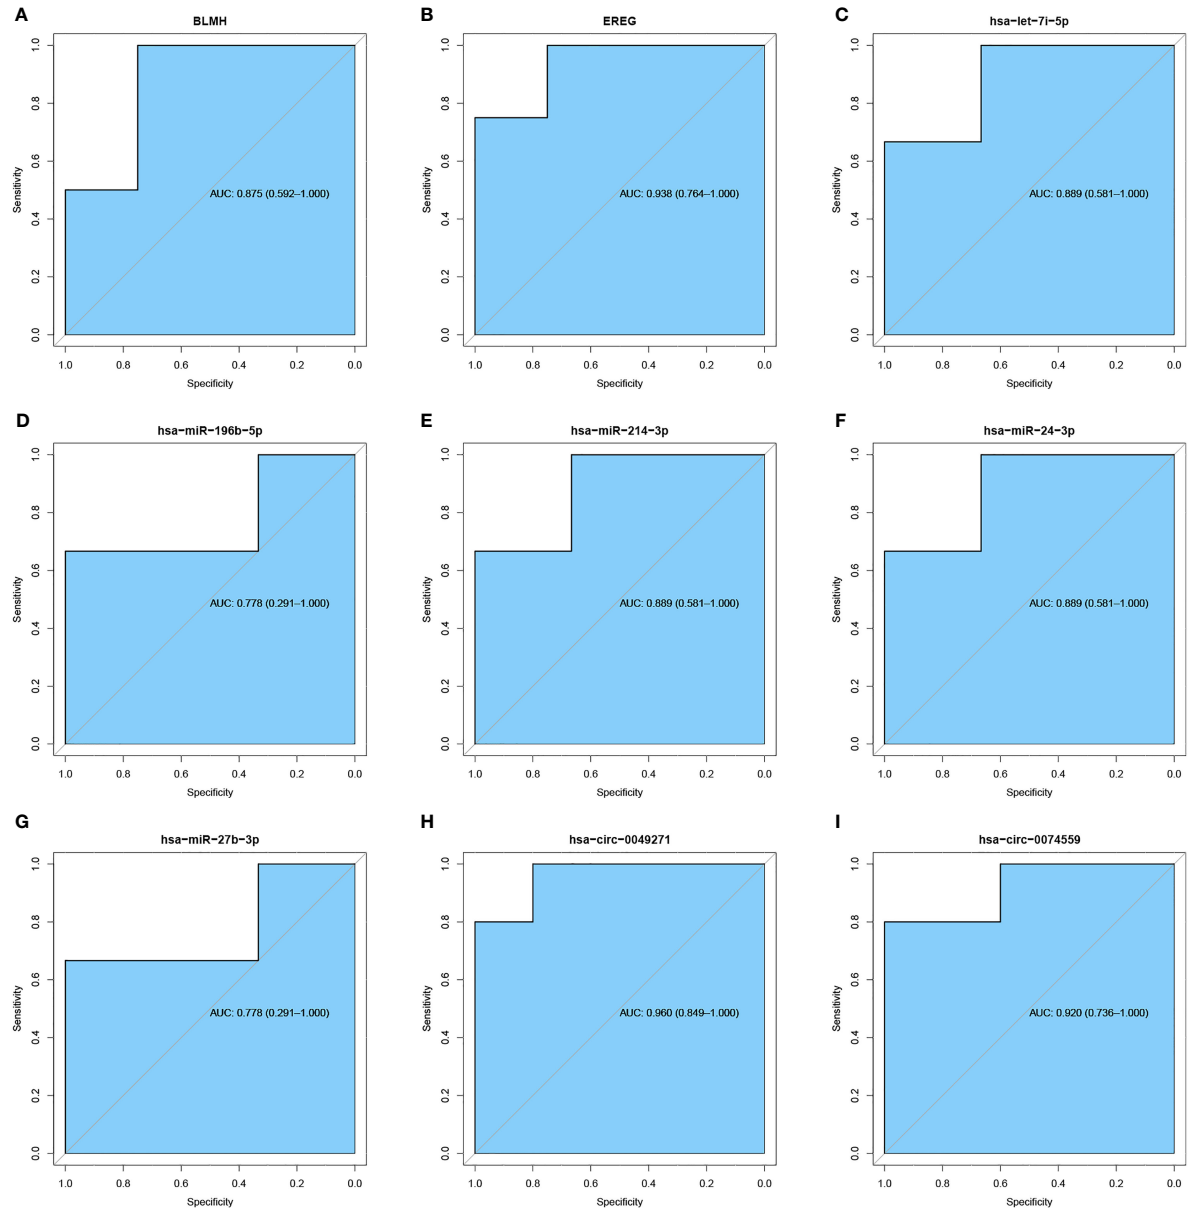 A
BLMH
1.0
0.8
0.6
0.4
0.2
0.0
Sensitivity
AUC: 0.875 (0.592–1.000)
1.0 0.8 0.6 0.4 0.2 0.0
Specificity
B
EREG
1.0
0.8
0.6
0.4
0.2
0.0
Sensitivity
AUC: 0.938 (0.764–1.000)
1.0 0.8 0.6 0.4 0.2 0.0
Specificity
C
hsa−let−7i−5p
1.0
0.8
0.6
0.4
0.2
0.0
Sensitivity
AUC: 0.889 (0.581–1.000)
1.0 0.8 0.6 0.4 0.2 0.0
Specificity
D
hsa−miR−196b−5p
1.0
0.8
0.6
0.4
0.2
0.0
Sensitivity
AUC: 0.778 (0.291–1.000)
1.0 0.8 0.6 0.4 0.2 0.0
Specificity
E
hsa−miR−214−3p
1.0
0.8
0.6
0.4
0.2
0.0
Sensitivity
AUC: 0.889 (0.581–1.000)
1.0 0.8 0.6 0.4 0.2 0.0
Specificity
F
hsa−miR−24−3p
1.0
0.8
0.6
0.4
0.2
0.0
Sensitivity
AUC: 0.889 (0.581–1.000)
1.0 0.8 0.6 0.4 0.2 0.0
Specificity
G
hsa−miR−27b−3p
1.0
0.8
0.6
0.4
0.2
0.0
Sensitivity
AUC: 0.778 (0.291–1.000)
1.0 0.8 0.6 0.4 0.2 0.0
Specificity
H
hsa−circ−0049271
1.0
0.8
0.6
0.4
0.2
0.0
Sensitivity
AUC: 0.960 (0.849–1.000)
1.0 0.8 0.6 0.4 0.2 0.0
Specificity
I
hsa−circ−0074559
1.0
0.8
0.6
0.4
0.2
0.0
Sensitivity
AUC: 0.920 (0.736–1.000)
1.0 0.8 0.6 0.4 0.2 0.0
Specificity